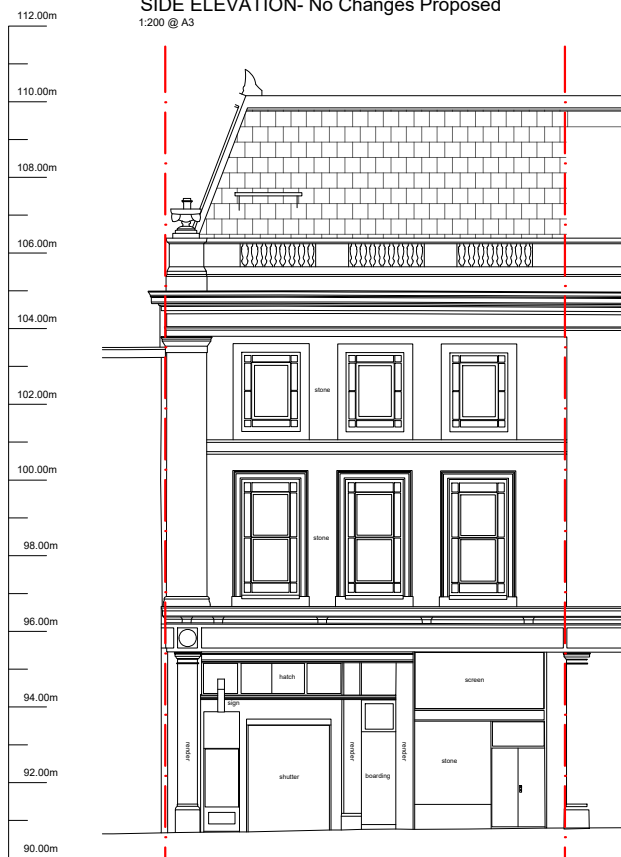 SIDE ELEVATION- No Changes Proposed
1:200 @ A3
112.00m
110.00m
108.00m
106.00m
104.00m
102.00m
stone
100.00m
stone
98.00m
96.00m
hatch
screen
94.00m
sign
render
render
render
stone
92.00m
shutter
boarding
90.00m